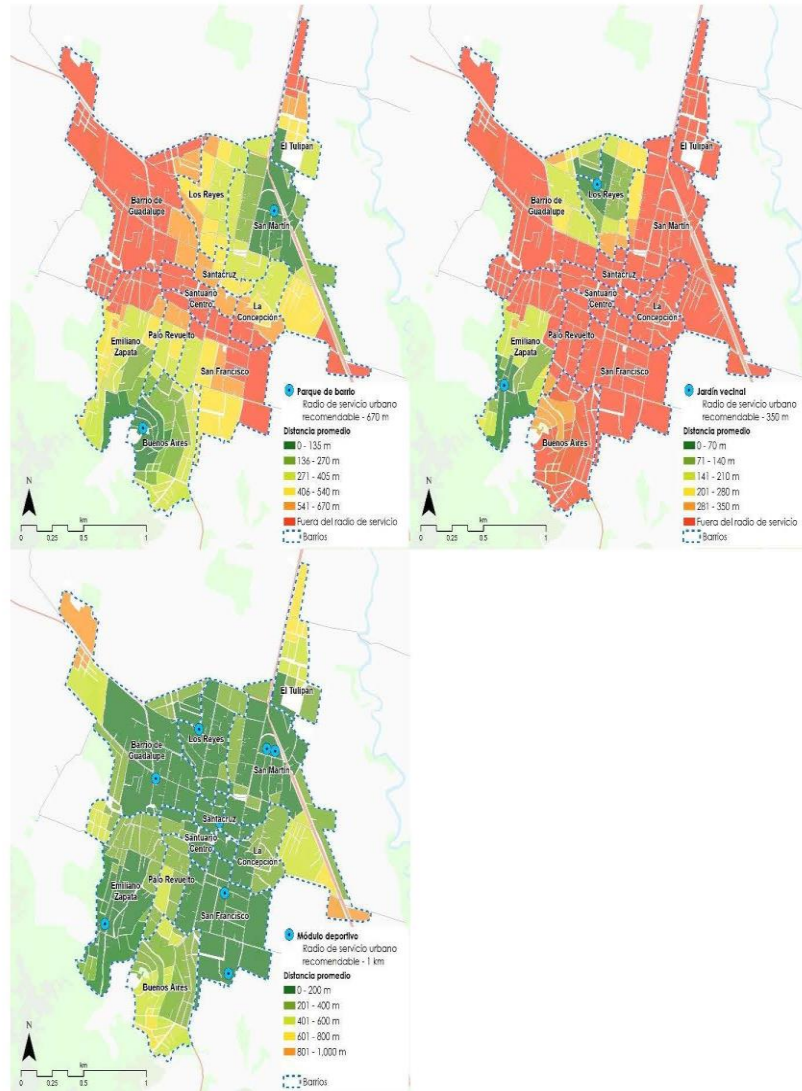 El Tulipan
Barrio de
Guadalupe
Los Reyes
San Martín
Santacruz
Santuario
Centro
La
Concepción
Emiliano
Zapata
Palo Revuelto
San Francisco
Buenos Aires
Parque de barrio
Radio de servicio urbano
recomendable - 670 m
Distancia promedio
0 - 135 m
136 - 270 m
271 - 405 m
406 - 540 m
541 - 670 m
Fuera del radio de servicio
Barrios
N
km
0 0.25 0.5 1
El Tulipan
Barrio de
Guadalupe
Los Reyes
San Martín
Santacruz
Santuario
Centro
La
Concepción
Emiliano
Zapata
Palo Revuelto
San Francisco
Buenos Aires
Jardín vecinal
Radio de servicio urbano
recomendable - 350 m
Distancia promedio
0 - 70 m
71 - 140 m
141 - 210 m
201 - 280 m
281 - 350 m
Fuera del radio de servicio
Barrios
N
km
0 0.25 0.5 1
El Tulipan
Barrio de
Guadalupe
Los Reyes
San Martín
Santacruz
Santuario
Centro
La
Concepción
Emiliano
Zapata
Palo Revuelto
San Francisco
Buenos Aires
Módulo deportivo
Radio de servicio urbano
recomendable - 1 km
Distancia promedio
0 - 200 m
201 - 400 m
401 - 600 m
601 - 800 m
801 - 1,000 m
Barrios
N
km
0 0.25 0.5 1